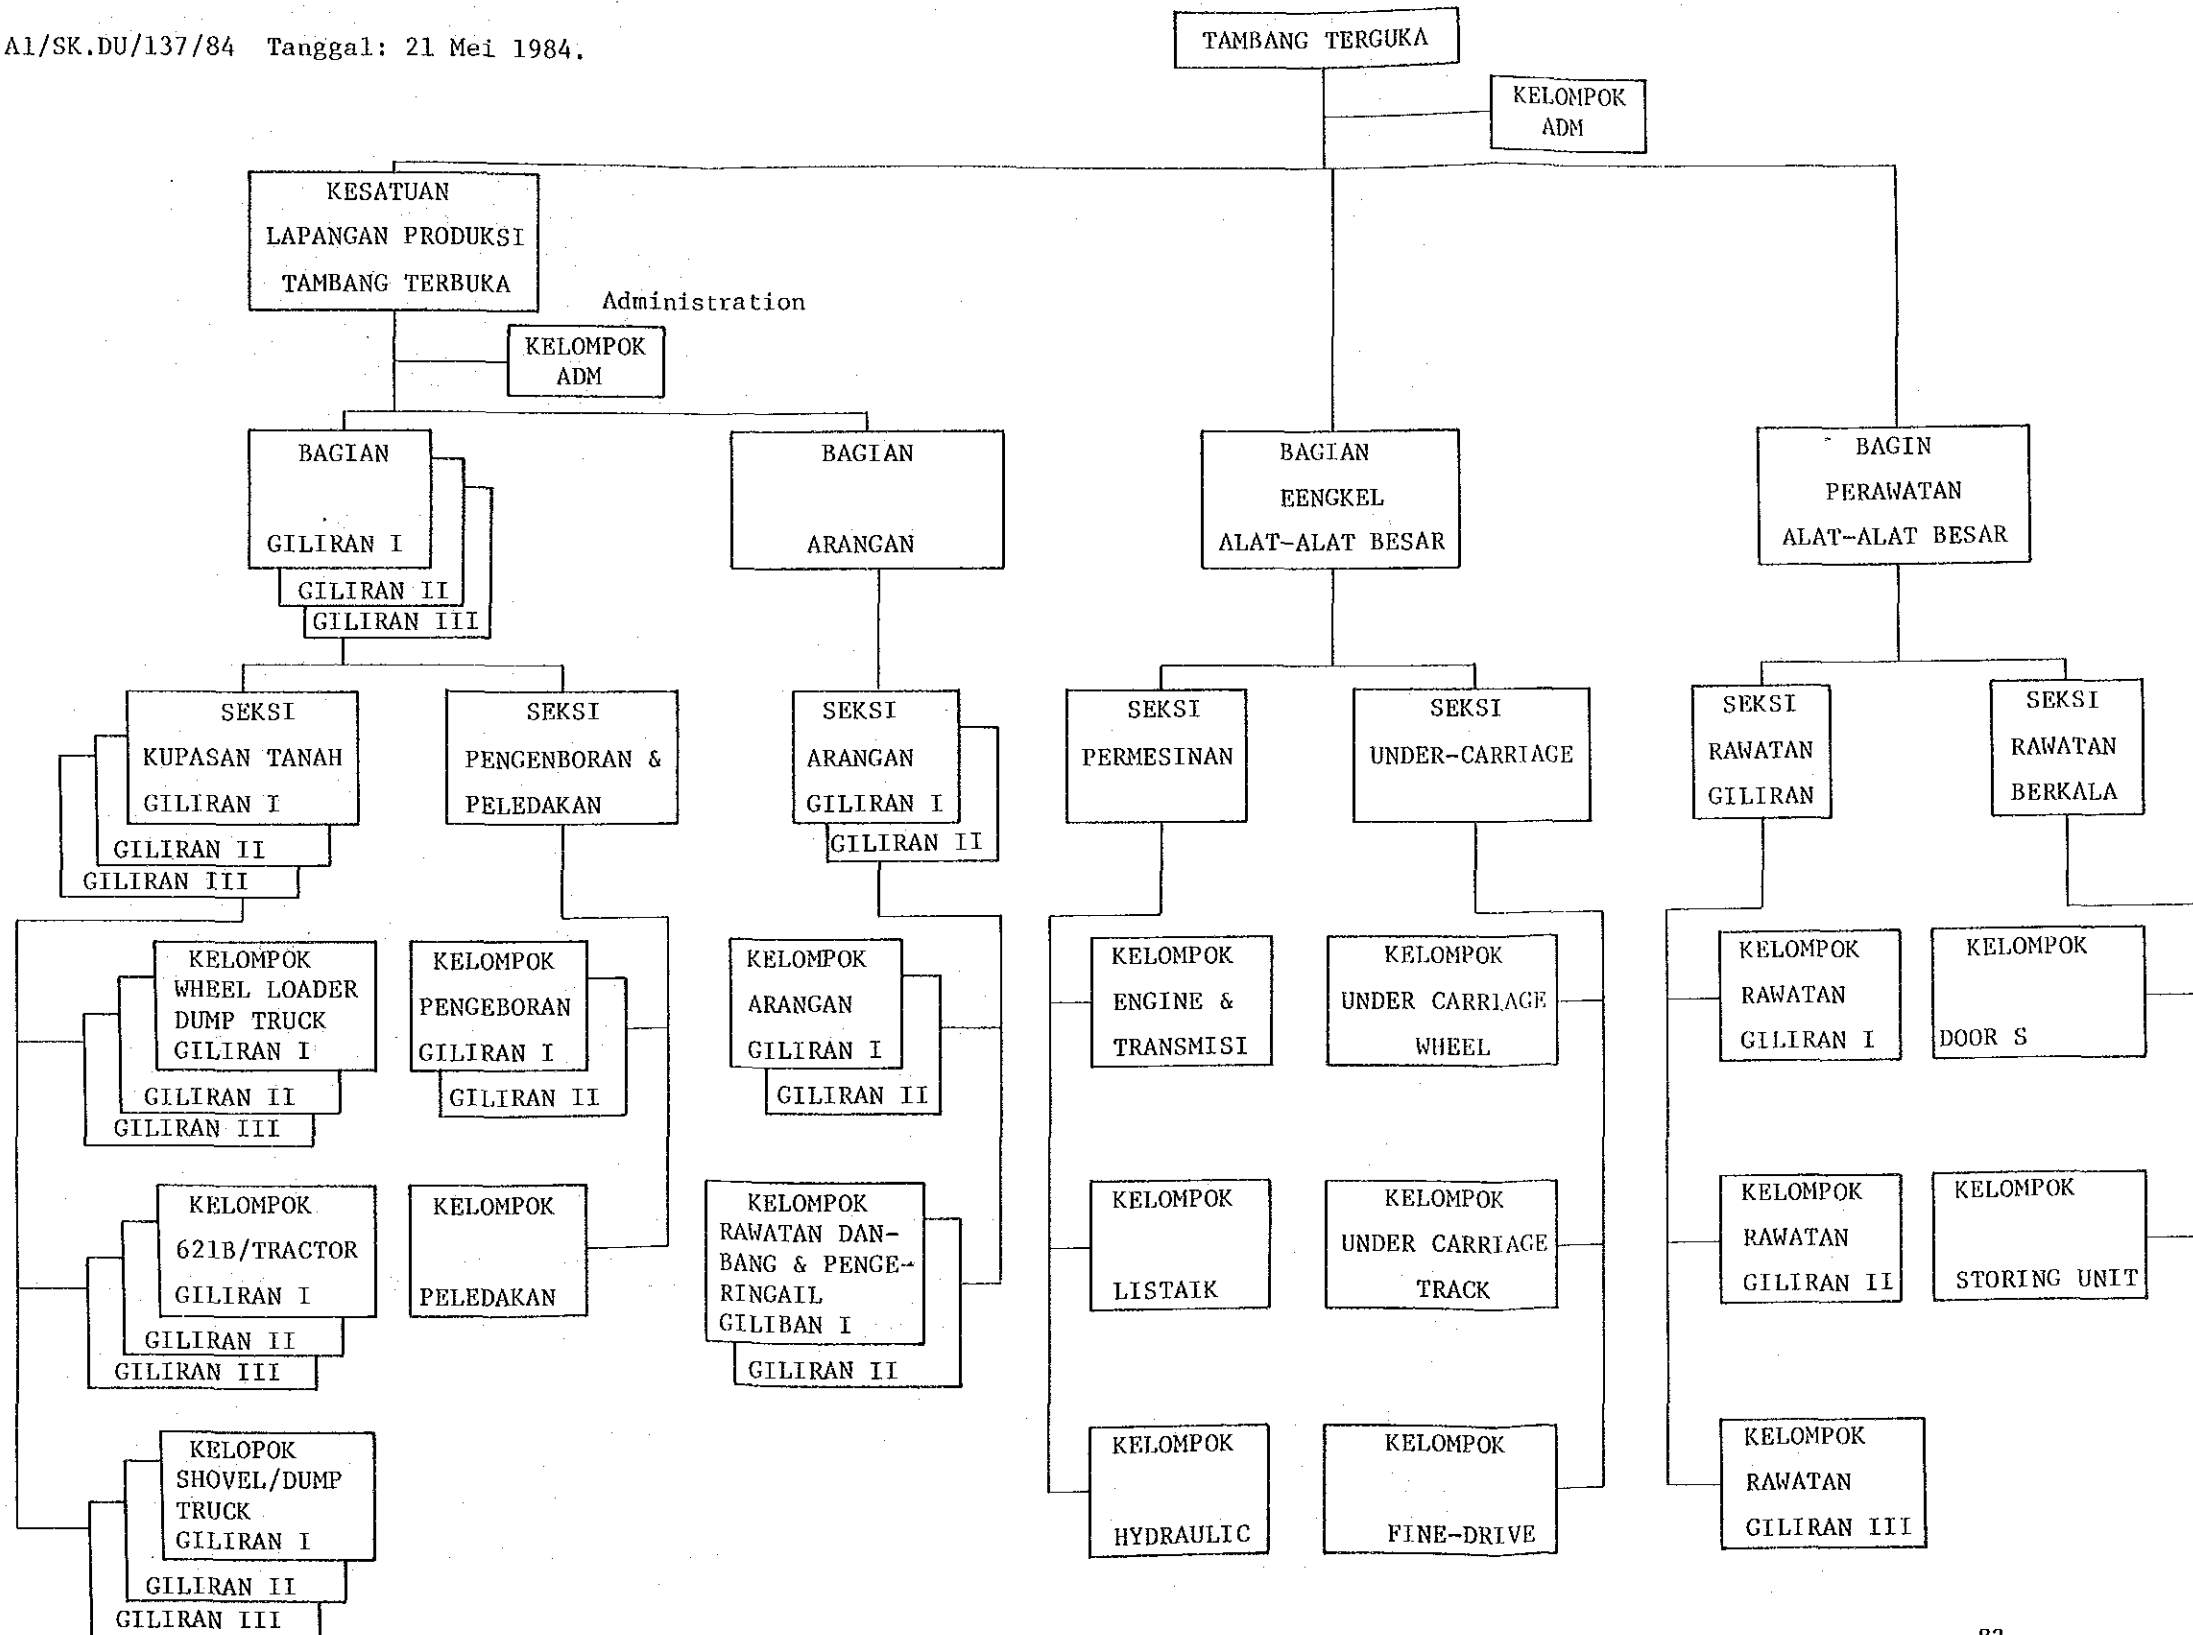 A1/SK.DU/137/84 Tanggal: 21 Mei 1984.
TAMBANG TERGUKA
KELOMPOK
ADM
KESATUAN
LAPANGAN PRODUKSI
TAMBANG TERBUKA
Administration
KELOMPOK
ADM
BAGIAN
GILIRAN I
GILIRAN II
GILIRAN III
BAGIAN
ARANGAN
BAGIAN
EENGKEL
ALAT-ALAT BESAR
BAGIN
PERAWATAN
ALAT-ALAT BESAR
SEKSI
KUPASAN TANAH
GILIRAN I
GILIRAN II
GILIRAN III
SEKSI
PENGENBORAN &
PELEDAKAN
SEKSI
ARANGAN
GILIRAN I
GILIRAN II
SEKSI
PERMESINAN
SEKSI
UNDER-CARRIAGE
SEKSI
RAWATAN
GILIRAN
SEKSI
RAWATAN
BERKALA
KELOMPOK
WHEEL LOADER
DUMP TRUCK
GILIRAN I
GILIRAN II
GILIRAN III
KELOMPOK
PENGEBORAN
GILIRAN I
GILIRAN II
KELOMPOK
ARANGAN
GILIRAN I
GILIRAN II
KELOMPOK
ENGINE &
TRANSMISI
KELOMPOK
UNDER CARRIAGE
WHEEL
KELOMPOK
RAWATAN
GILIRAN I
KELOMPOK
DOOR S
KELOMPOK
621B/TRACTOR
GILIRAN I
GILIRAN II
GILIRAN III
KELOMPOK
PELEDAKAN
KELOMPOK
RAWATAN DAN-
BANG & PENGE-
RINGAIL
GILIBAN I
GILIRAN II
KELOMPOK
LISTAIK
KELOMPOK
UNDER CARRIAGE
TRACK
KELOMPOK
RAWATAN
GILIRAN II
KELOMPOK
STORING UNIT
KELOPOK
SHOVEL/DUMP
TRUCK
GILIRAN I
GILIRAN II
GILIRAN III
KELOMPOK
HYDRAULIC
KELOMPOK
FINE-DRIVE
KELOMPOK
RAWATAN
GILIRAN III